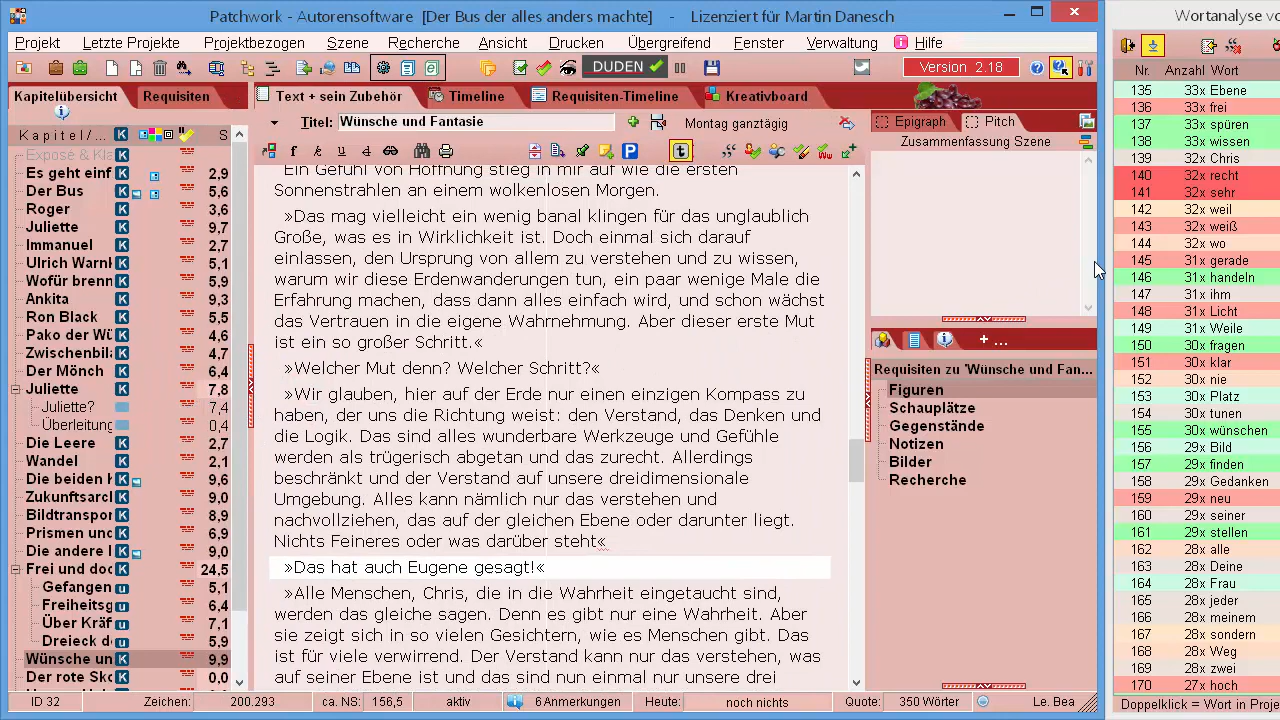 Patchwork - Autorensoftware [Der Bus der alles anders machte] - Lizenziert für Martin Danesch
Projekt Letzte Projekte Projektbezogen Szene Recherche Ansicht Drucken Übergreifend Fenster Verwaltung Hilfe
DUDEN Version 2.18
Kapitelübersicht Requisiten Text + sein Zubehör Timeline Requisiten-Timeline Kreativboard
Titel: Wünsche und Fantasie Montag ganztägig
Epigraph Pitch
Zusammenfassung Szene
Kapitel/... K S
Exposé & Kla K
Es geht einf K 2,9
Der Bus K 5,6
Roger K 3,6
Juliette K 9,7
Immanuel K 2,7
Ulrich Warnk K 5,1
Wofür brenn K 5,9
Ankita K 9,3
Ron Black K 5,5
Pako der Wü K 4,6
Zwischenbila K 7,7
Der Mönch K 6,4
Juliette K 7,8
Juliette? 7,4
Überleitung 0,4
Die Leere K 2,7
Wandel K 2,1
Die beiden K 9,6
Zukunftsarc K 9,0
Bildtranspor K 8,9
Prismen und K 6,9
Die andere K 9,0
Frei und doc K 24,5
Gefangen u 5,1
Freiheitsg u 6,4
Über Kräf u 7,1
Dreieck d u 5,9
Wünsche un K 9,9
Der rote Sko K 0,0
f k u d abc P t
Ein Gefühl von Hoffnung stieg in mir auf wie die ersten
Sonnenstrahlen an einem wolkenlosen Morgen.
»Das mag vielleicht ein wenig banal klingen für das unglaublich
Große, was es in Wirklichkeit ist. Doch einmal sich darauf
einlassen, den Ursprung von allem zu verstehen und zu wissen,
warum wir diese Erdenwanderungen tun, ein paar wenige Male die
Erfahrung machen, dass dann alles einfach wird, und schon wächst
das Vertrauen in die eigene Wahrnehmung. Aber dieser erste Mut
ist ein so großer Schritt.«
»Welcher Mut denn? Welcher Schritt?«
»Wir glauben, hier auf der Erde nur einen einzigen Kompass zu
haben, der uns die Richtung weist: den Verstand, das Denken und
die Logik. Das sind alles wunderbare Werkzeuge und Gefühle
werden als trügerisch abgetan und das zurecht. Allerdings
beschränkt und der Verstand auf unsere dreidimensionale
Umgebung. Alles kann nämlich nur das verstehen und
nachvollziehen, das auf der gleichen Ebene oder darunter liegt.
Nichts Feineres oder was darüber steht«
»Das hat auch Eugene gesagt!«
»Alle Menschen, Chris, die in die Wahrheit eingetaucht sind,
werden das gleiche sagen. Denn es gibt nur eine Wahrheit. Aber
sie zeigt sich in so vielen Gesichtern, wie es Menschen gibt. Das
ist für viele verwirrend. Der Verstand kann nur das verstehen, was
auf seiner Ebene ist und das sind nun einmal nur unsere drei
+ ...
Requisiten zu 'Wünsche und Fan...
Figuren
Schauplätze
Gegenstände
Notizen
Bilder
Recherche
ID 32 Zeichen: 200.293 ca. NS: 156,5 aktiv 6 Anmerkungen Heute: noch nichts Quote: 350 Wörter Le. Bea
Wortanalyse vo
Nr. Anzahl Wort
135 33x Ebene
136 33x frei
137 33x spüren
138 33x wissen
139 32x Chris
140 32x recht
141 32x sehr
142 32x weil
143 32x weiß
144 32x wo
145 31x gerade
146 31x handeln
147 31x ihm
148 31x Licht
149 31x Weile
150 30x fragen
151 30x klar
152 30x nie
153 30x Platz
154 30x tunen
155 30x wünschen
156 29x Bild
157 29x finden
158 29x Gedanken
159 29x neu
160 29x seiner
161 29x stellen
162 28x alle
163 28x davon
164 28x Frau
165 28x jeder
166 28x meinem
167 28x sondern
168 28x Weg
169 28x zwei
170 27x hoch
Doppelklick = Wort in Proje